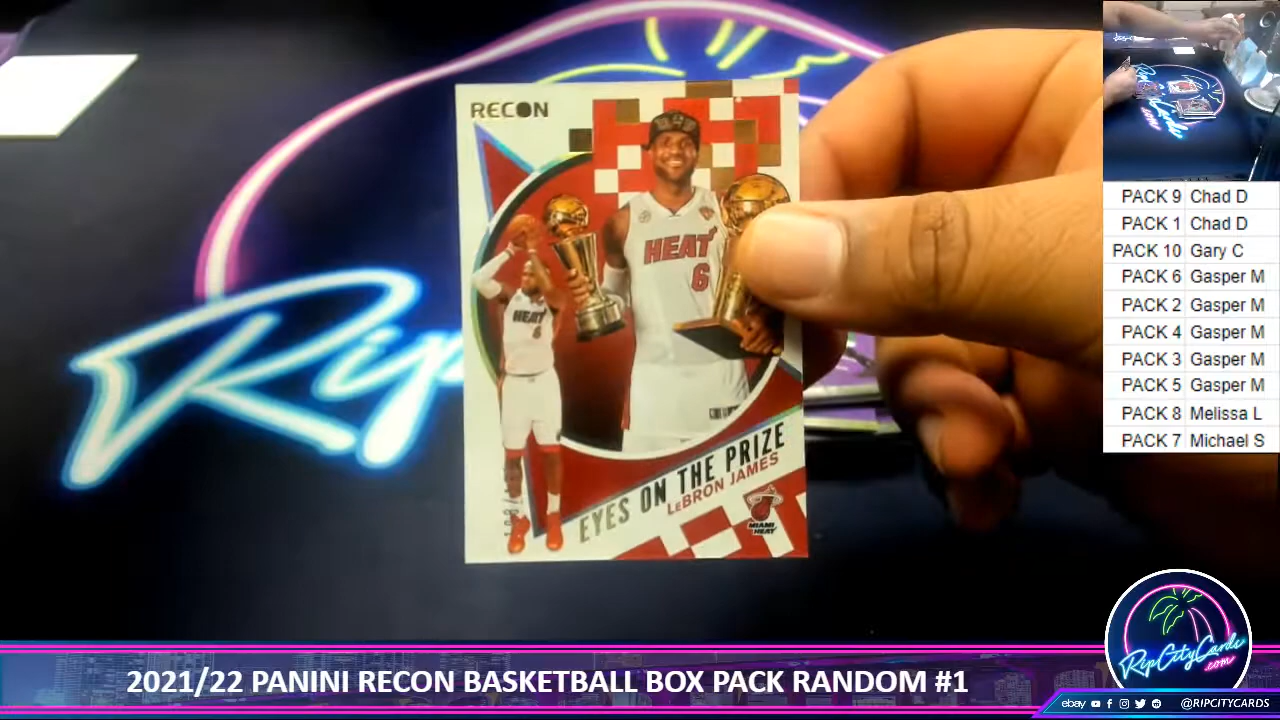 RECON
HEAT
6
HEAT
6
EYES ON THE PRIZE
LeBRON JAMES
MIAMI
HEAT
PACK 9 Chad D
PACK 1 Chad D
PACK 10 Gary C
PACK 6 Gasper M
PACK 2 Gasper M
PACK 4 Gasper M
PACK 3 Gasper M
PACK 5 Gasper M
PACK 8 Melissa L
PACK 7 Michael S
2021/22 PANINI RECON BASKETBALL BOX PACK RANDOM #1
RipCityCards
.com
ebay
@RIPCITYCARDS